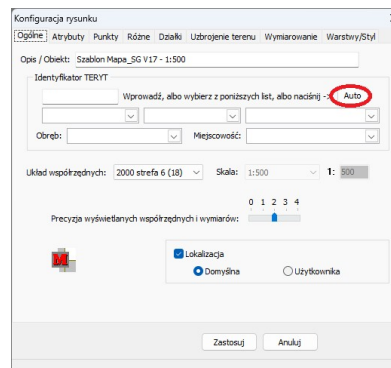 Konfiguracja rysunku
Ogólne Atrybuty Punkty Różne Działki Uzbrojenie terenu Wymiarowanie Warstwy/Styl
Opis / Obiekt: Szablon Mapa_SG V17 - 1:500
Identyfikator TERYT
Wprowadź, albo wybierz z poniższych list, albo naciśnij -> Auto
Obręb: Miejscowość:
Układ współrzędnych: 2000 strefa 6 (18) Skala: 1:500 1: 500
0 1 2 3 4
Precyzja wyświetlanych współrzędnych i wymiarów:
M
Lokalizacja
Domyślna Użytkownika
Zastosuj Anuluj